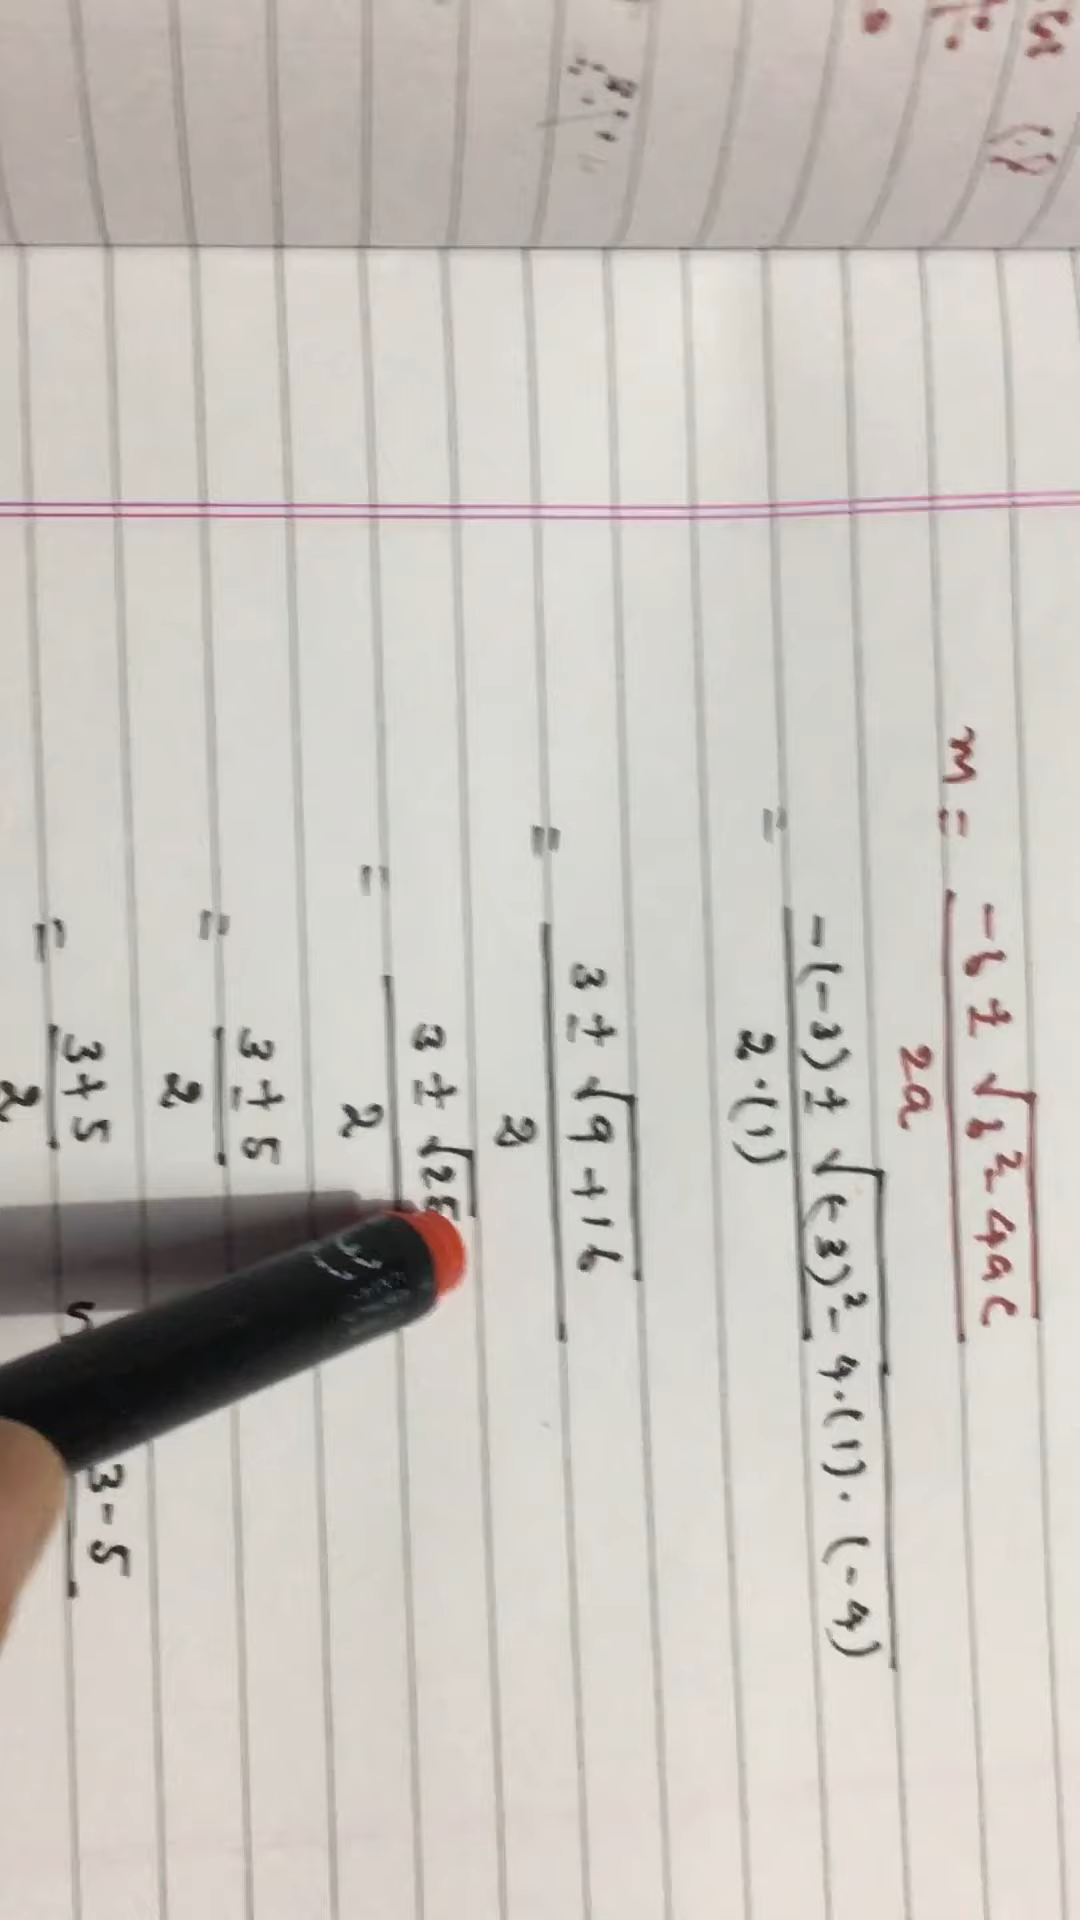 m = -b ± √b² - 4ac / 2a
= -(-3) ± √(-3)² - 4·(1)·(-4) / 2·(1)
= 3 ± √9 + 16 / 2
= 3 ± √25 / 2
= 3 ± 5 / 2
= 3 + 5 / 2 3 - 5